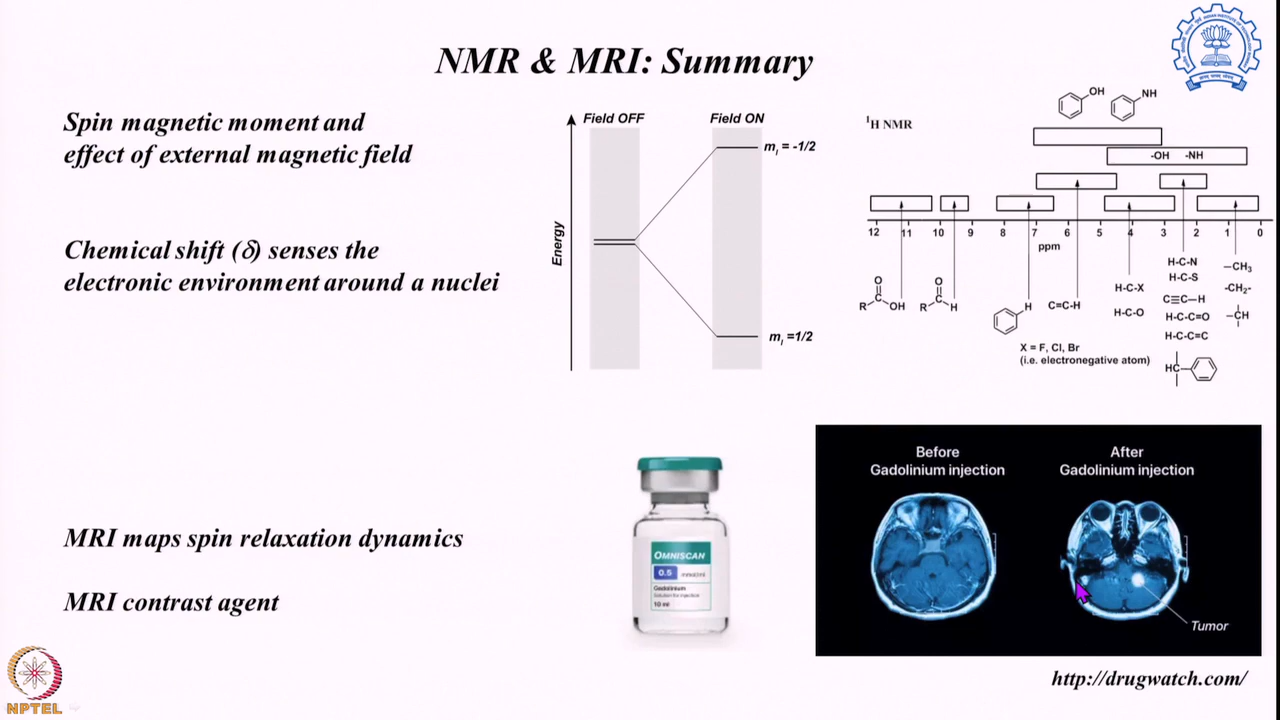 NMR & MRI: Summary
Spin magnetic moment and
effect of external magnetic field
Chemical shift (δ) senses the
electronic environment around a nuclei
MRI maps spin relaxation dynamics
MRI contrast agent
Field OFF
Field ON
Energy
mI = -1/2
mI =1/2
1H NMR
OH
NH
-OH -NH
12 11 10 9 8 7 6 5 4 3 2 1 0
ppm
O
R C OH
O
R C H
H
C=C-H
H-C-X
H-C-O
X = F, Cl, Br
(i.e. electronegative atom)
H-C-N
H-C-S
C≡C–H
H-C-C=O
H-C-C=C
HC
–CH3
-CH2-
–CH
OMNISCAN
0.5 mmol/ml
Gadolinium
Solution for injection
10 ml
Before
Gadolinium injection
After
Gadolinium injection
Tumor
http://drugwatch.com/
NPTEL